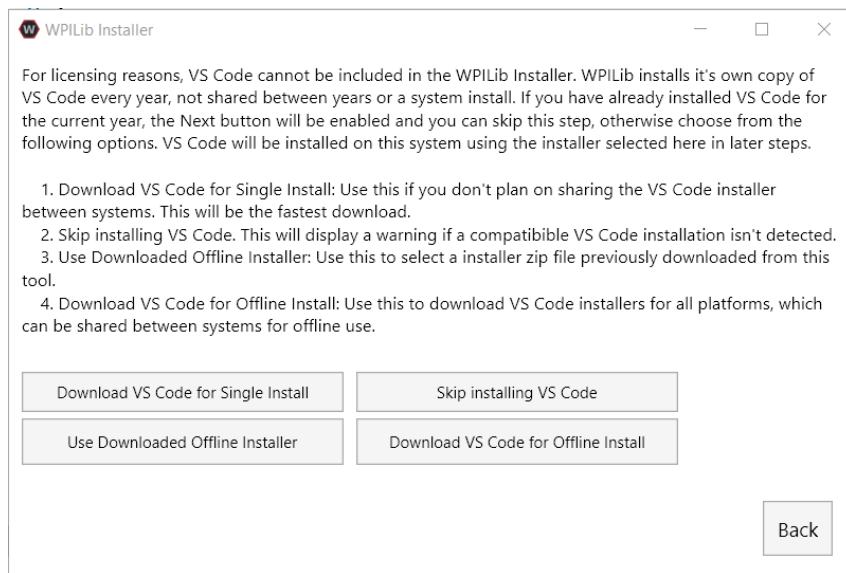 WPILib Installer
For licensing reasons, VS Code cannot be included in the WPILib Installer. WPILib installs it's own copy of
VS Code every year, not shared between years or a system install. If you have already installed VS Code for
the current year, the Next button will be enabled and you can skip this step, otherwise choose from the
following options. VS Code will be installed on this system using the installer selected here in later steps.
1. Download VS Code for Single Install: Use this if you don't plan on sharing the VS Code installer
between systems. This will be the fastest download.
2. Skip installing VS Code. This will display a warning if a compatibible VS Code installation isn't detected.
3. Use Downloaded Offline Installer: Use this to select a installer zip file previously downloaded from this
tool.
4. Download VS Code for Offline Install: Use this to download VS Code installers for all platforms, which
can be shared between systems for offline use.
Download VS Code for Single Install
Skip installing VS Code
Use Downloaded Offline Installer
Download VS Code for Offline Install
Back